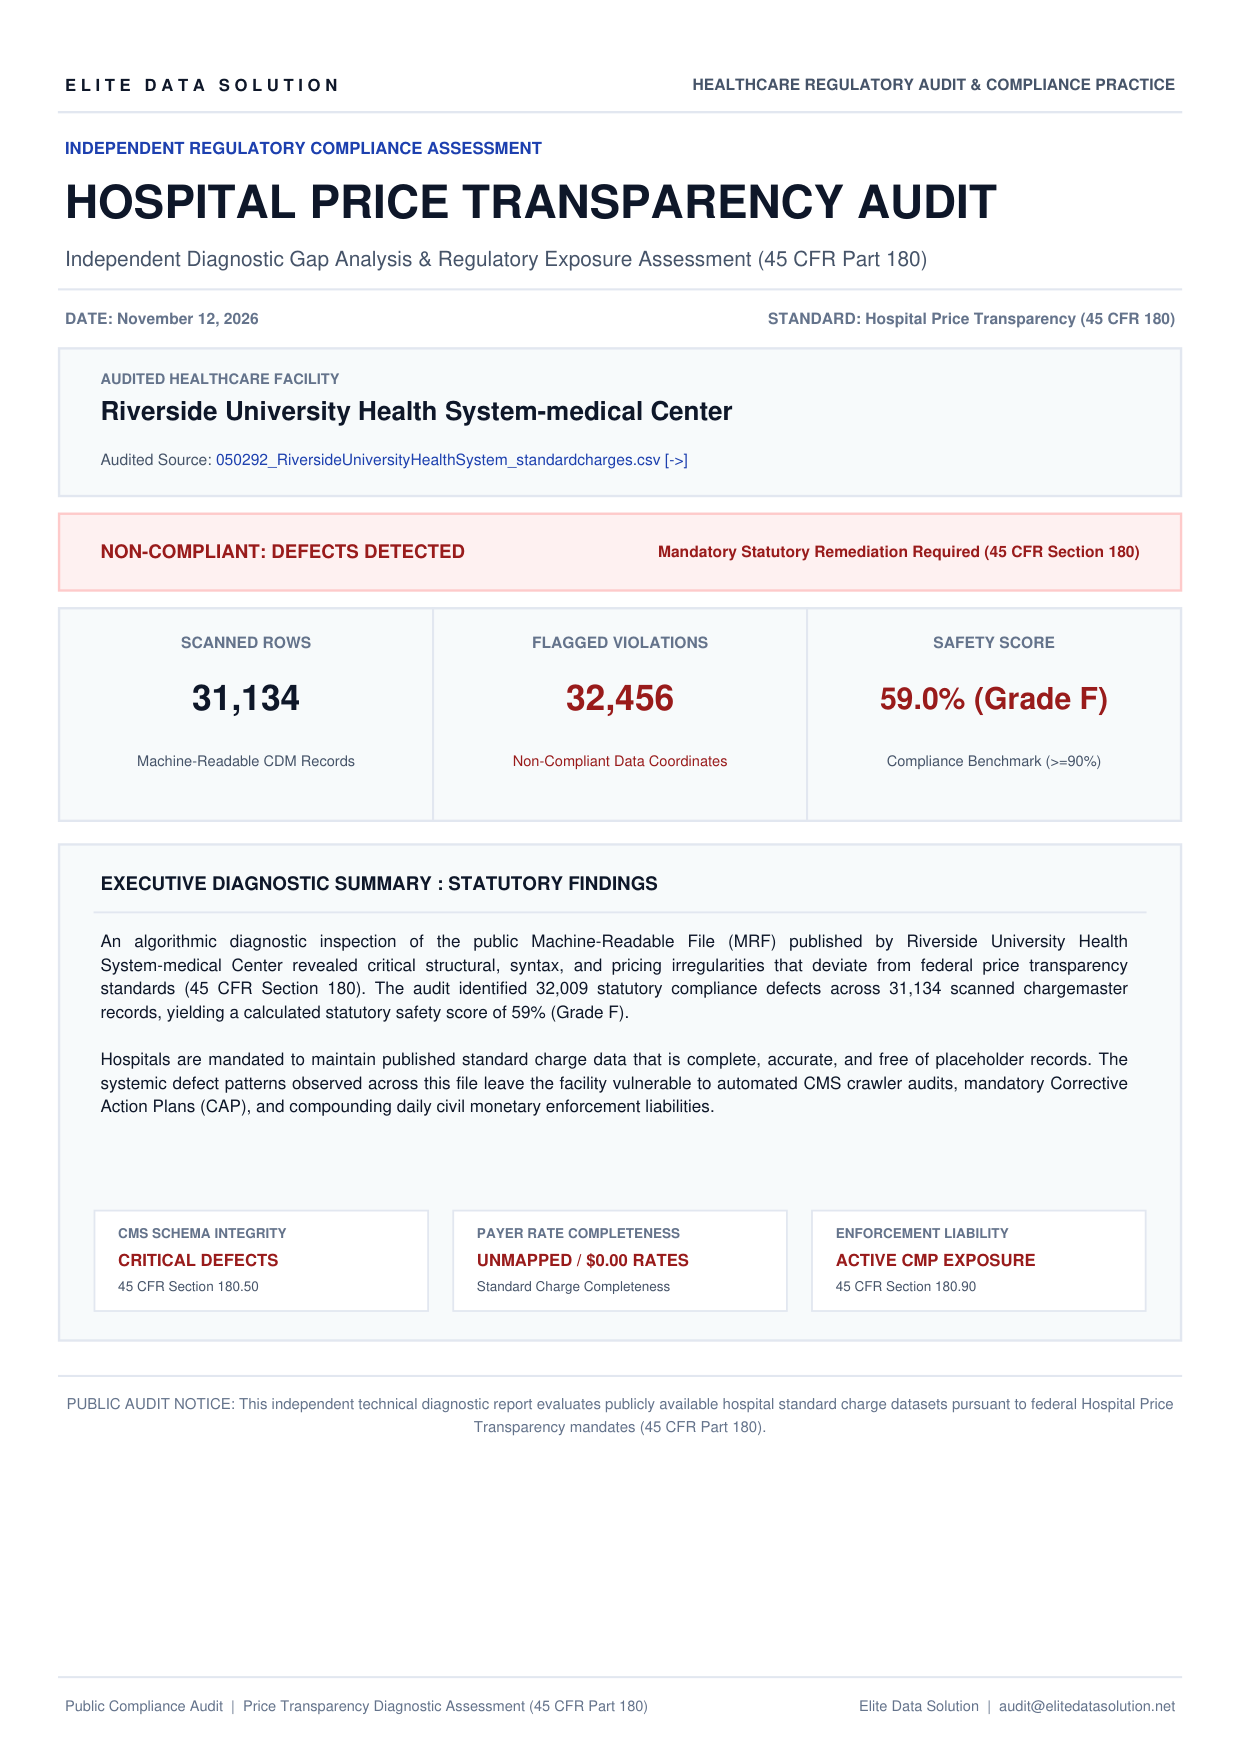 ELITE DATA SOLUTION
HEALTHCARE REGULATORY AUDIT & COMPLIANCE PRACTICE
INDEPENDENT REGULATORY COMPLIANCE ASSESSMENT
HOSPITAL PRICE TRANSPARENCY AUDIT
Independent Diagnostic Gap Analysis & Regulatory Exposure Assessment (45 CFR Part 180)
DATE: November 12, 2026
STANDARD: Hospital Price Transparency (45 CFR 180)
AUDITED HEALTHCARE FACILITY
Riverside University Health System-medical Center
Audited Source: 050292_RiversideUniversityHealthSystem_standardcharges.csv [->]
NON-COMPLIANT: DEFECTS DETECTED
Mandatory Statutory Remediation Required (45 CFR Section 180)
SCANNED ROWS
31,134
Machine-Readable CDM Records
FLAGGED VIOLATIONS
32,456
Non-Compliant Data Coordinates
SAFETY SCORE
59.0% (Grade F)
Compliance Benchmark (>=90%)
EXECUTIVE DIAGNOSTIC SUMMARY : STATUTORY FINDINGS
An algorithmic diagnostic inspection of the public Machine-Readable File (MRF) published by Riverside University Health
System-medical Center revealed critical structural, syntax, and pricing irregularities that deviate from federal price transparency
standards (45 CFR Section 180). The audit identified 32,009 statutory compliance defects across 31,134 scanned chargemaster
records, yielding a calculated statutory safety score of 59% (Grade F).
Hospitals are mandated to maintain published standard charge data that is complete, accurate, and free of placeholder records. The
systemic defect patterns observed across this file leave the facility vulnerable to automated CMS crawler audits, mandatory Corrective
Action Plans (CAP), and compounding daily civil monetary enforcement liabilities.
CMS SCHEMA INTEGRITY
CRITICAL DEFECTS
45 CFR Section 180.50
PAYER RATE COMPLETENESS
UNMAPPED / $0.00 RATES
Standard Charge Completeness
ENFORCEMENT LIABILITY
ACTIVE CMP EXPOSURE
45 CFR Section 180.90
PUBLIC AUDIT NOTICE: This independent technical diagnostic report evaluates publicly available hospital standard charge datasets pursuant to federal Hospital Price
Transparency mandates (45 CFR Part 180).
Public Compliance Audit | Price Transparency Diagnostic Assessment (45 CFR Part 180)
Elite Data Solution | audit@elitedatasolution.net